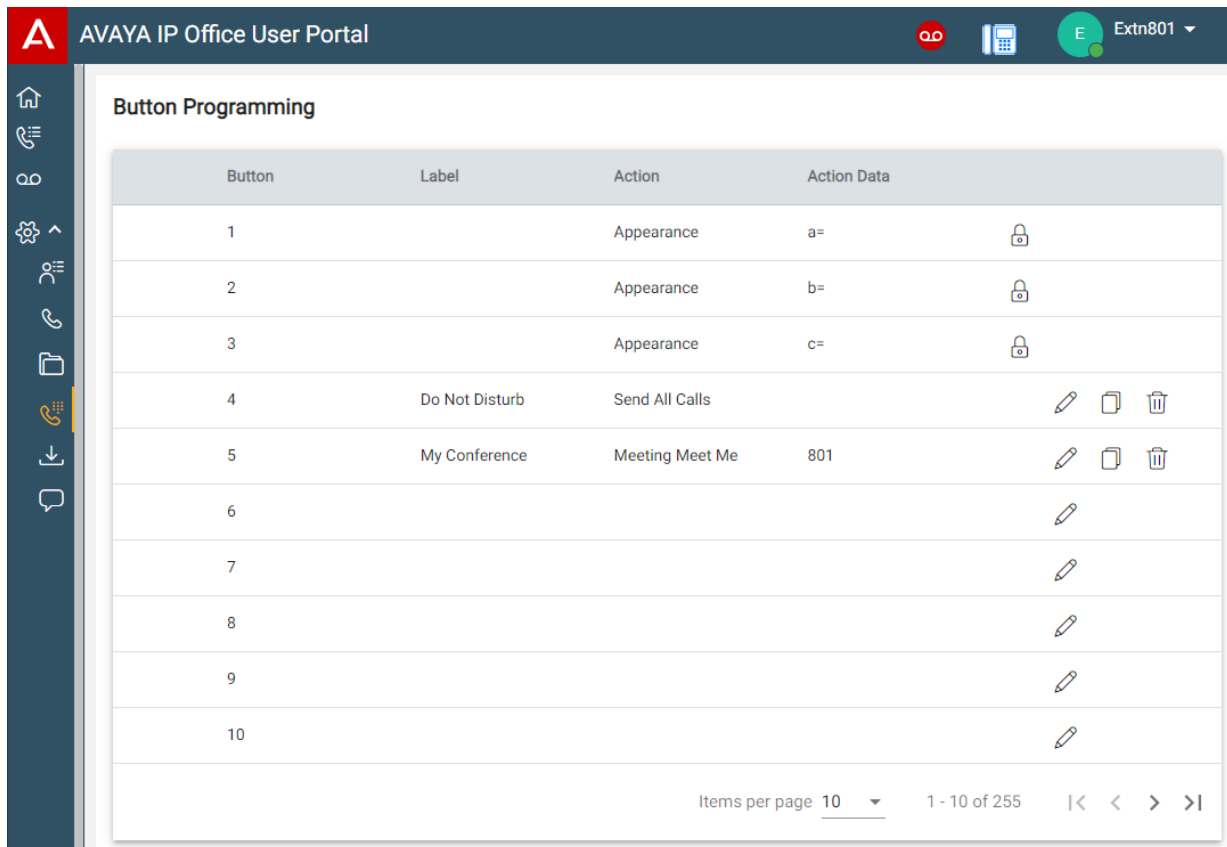 AVAYA IP Office User Portal
E
Extn801
Button Programming
Button Label Action Action Data
1 Appearance a=
2 Appearance b=
3 Appearance c=
4 Do Not Disturb Send All Calls
5 My Conference Meeting Meet Me 801
6
7
8
9
10
Items per page 10 1 - 10 of 255